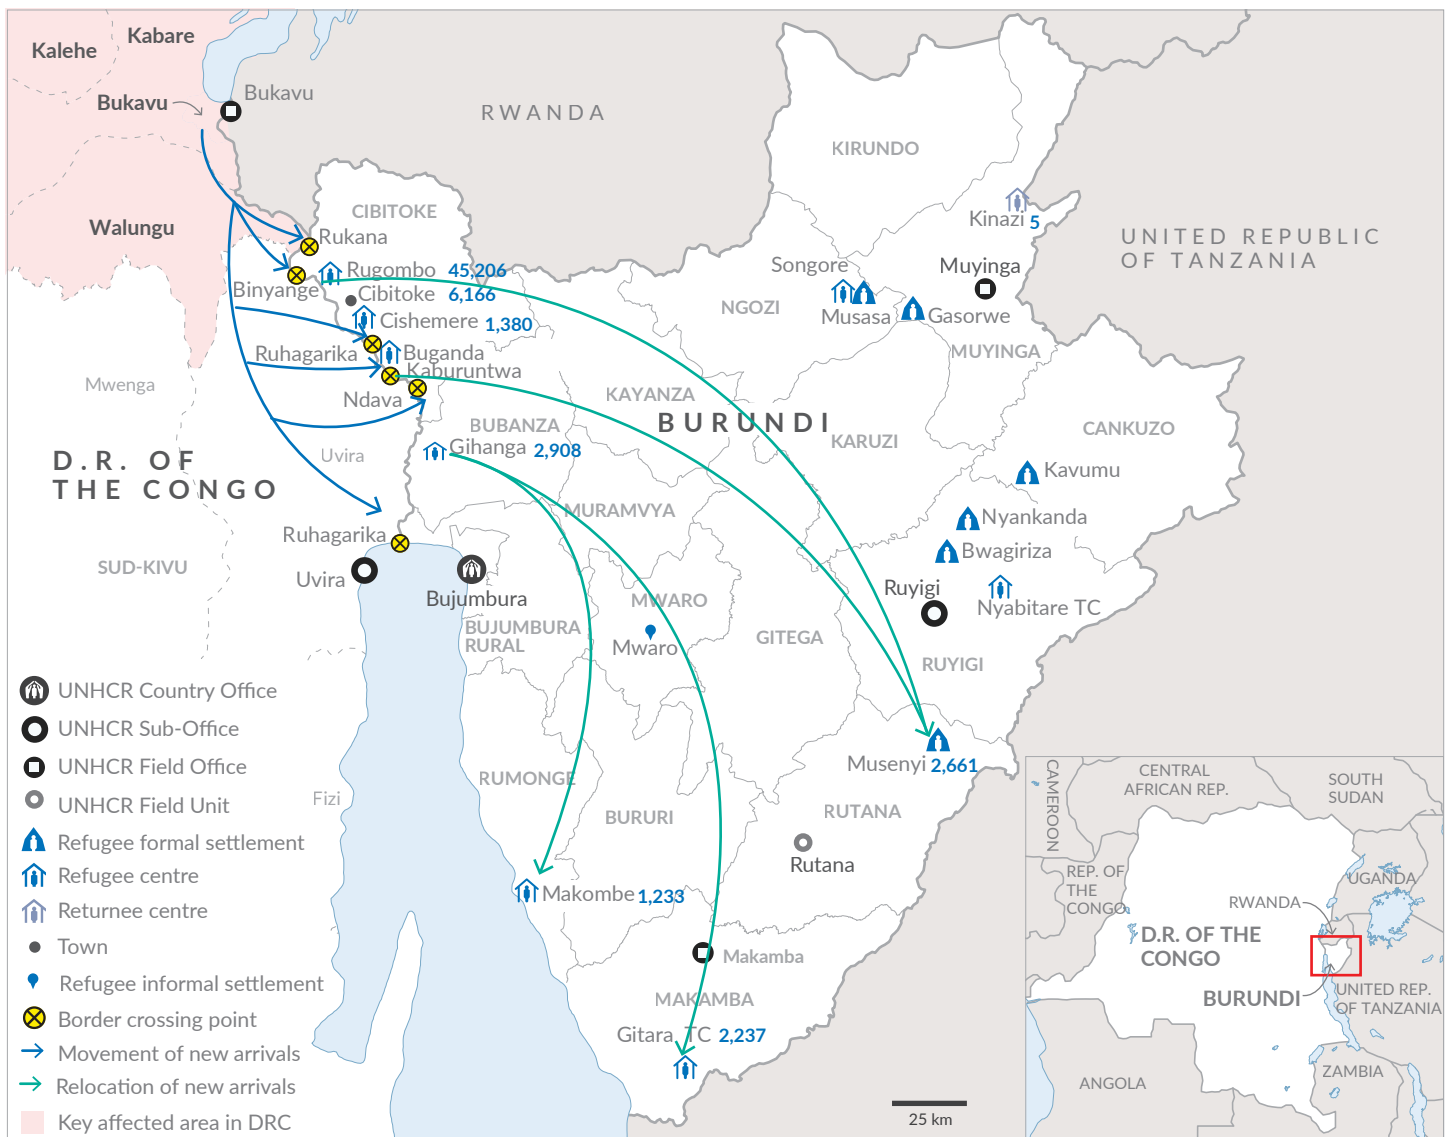 Kalehe
Kabare
Bukavu
Bukavu
Walungu
RWANDA
KIRUNDO
CIBITOKE
Kinazi 5
UNITED REPUBLIC
OF TANZANIA
Rukana
Songore
Muyinga
Rugombo 45,206
Binyange
Cibitoke 6,166
NGOZI
Musasa
Gasorwe
Cishemere 1,380
Ruhagarika
Buganda
MUYINGA
Kaburuntwa
Mwenga
Ndava
KAYANZA
BURUNDI
BUBANZA
KARUZI
CANKUZO
Gihanga 2,908
Uvira
D.R. OF
THE CONGO
Kavumu
MURAMVYA
Nyankanda
Ruhagarika
Bwagiriza
SUD-KIVU
Uvira
Ruyigi
Bujumbura
MWARO
Nyabitare TC
BUJUMBURA
RURAL
GITEGA
Mwaro
RUYIGI
Musenyi 2,661
RUMONGE
Fizi
BURURI
RUTANA
Rutana
Makombe 1,233
Makamba
MAKAMBA
Gitara TC 2,237
25 km
UNHCR Country Office
UNHCR Sub-Office
UNHCR Field Office
UNHCR Field Unit
Refugee formal settlement
Refugee centre
Returnee centre
Town
Refugee informal settlement
Border crossing point
Movement of new arrivals
Relocation of new arrivals
Key affected area in DRC
CAMEROON
CENTRAL
AFRICAN REP.
SOUTH
SUDAN
REP. OF
THE
CONGO
UGANDA
RWANDA
D.R. OF THE
CONGO
BURUNDI
UNITED REP.
OF TANZANIA
ANGOLA
ZAMBIA